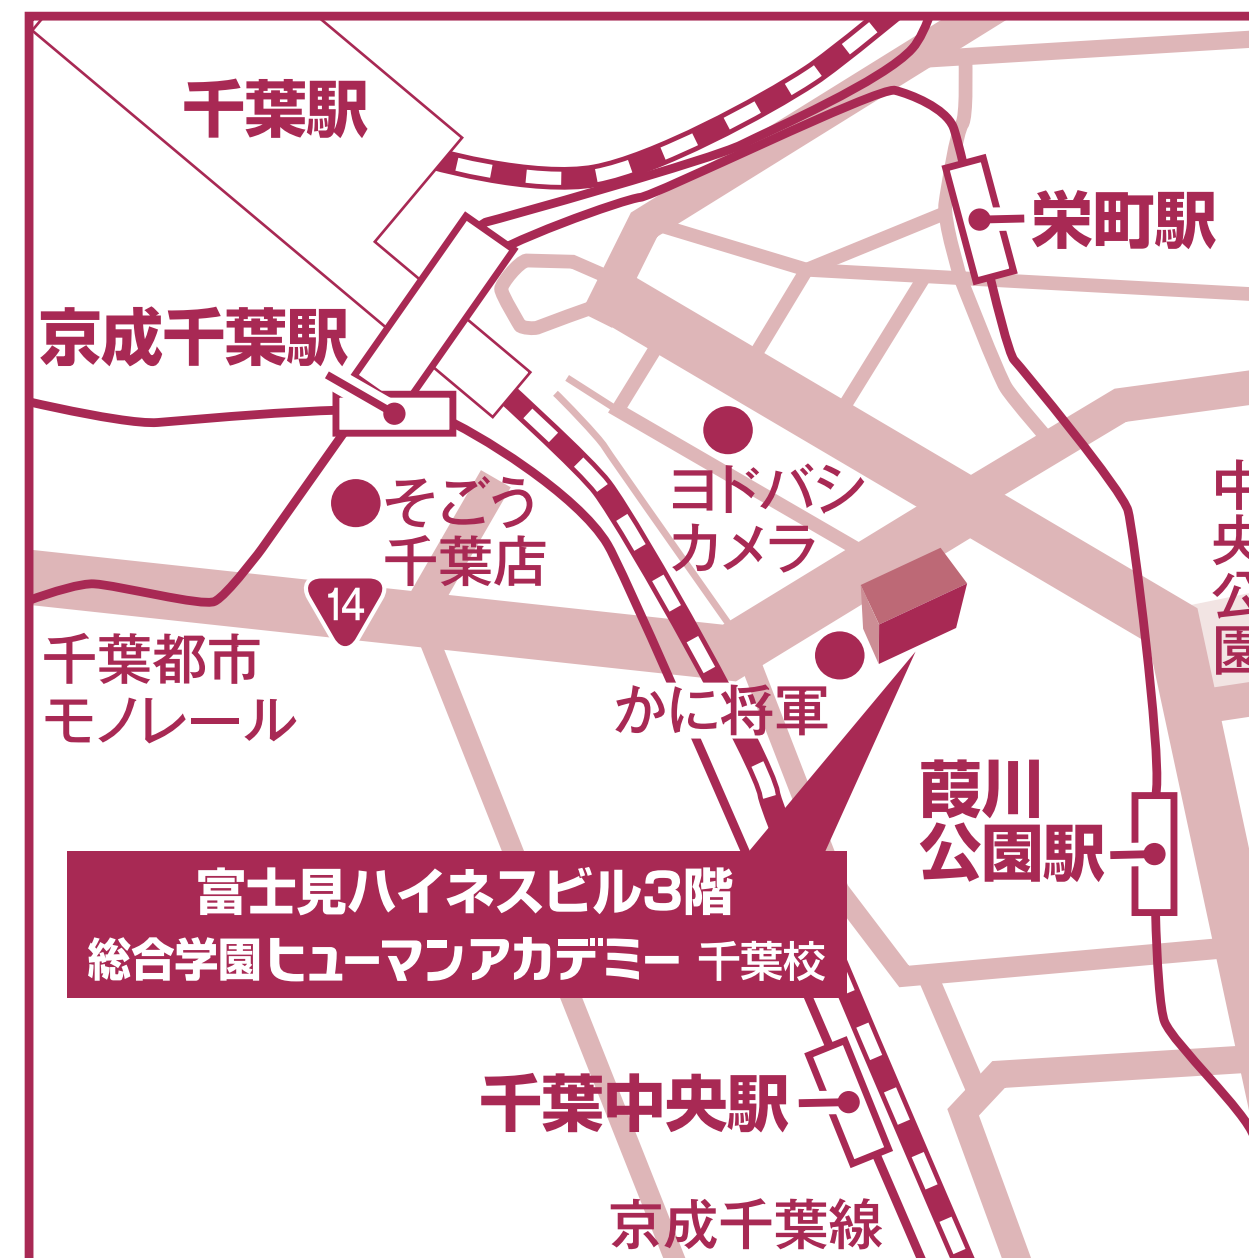 千葉駅
栄町駅
京成千葉駅
そごう
千葉店
ヨドバシ
カメラ
中央公園
14
千葉都市
モノレール
かに将軍
葭川
公園駅
富士見ハイネスビル3階
総合学園ヒューマンアカデミー 千葉校
千葉中央駅
京成千葉線